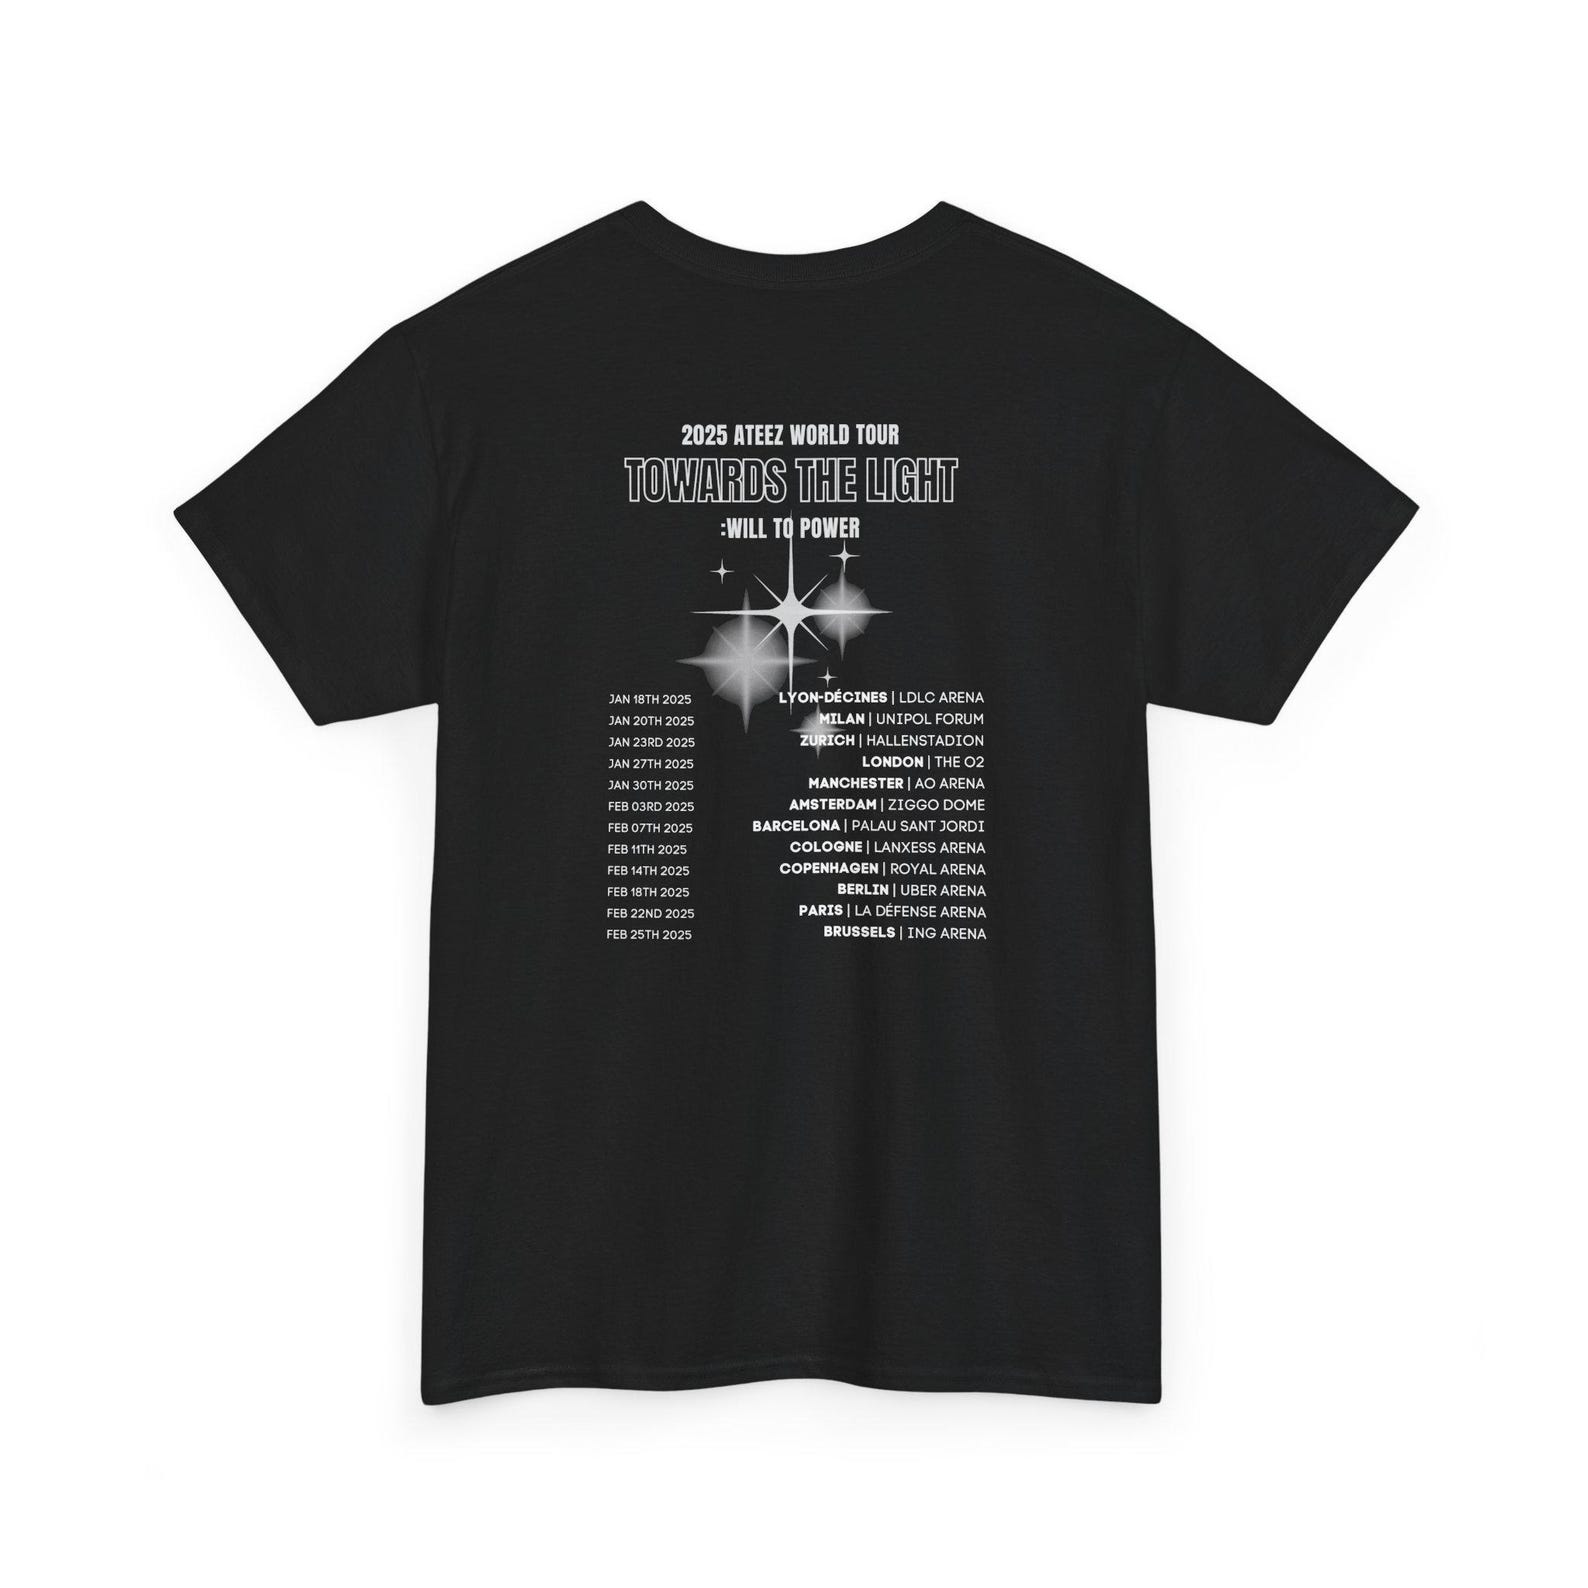 2025 ATEEZ WORLD TOUR
TOWARDS THE LIGHT
:WILL TO POWER
JAN 18TH 2025 LYON-DÉCINES | LDLC ARENA
JAN 20TH 2025 MILAN | UNIPOL FORUM
JAN 23RD 2025 ZURICH | HALLENSTADION
JAN 27TH 2025 LONDON | THE O2
JAN 30TH 2025 MANCHESTER | AO ARENA
FEB 03RD 2025 AMSTERDAM | ZIGGO DOME
FEB 07TH 2025 BARCELONA | PALAU SANT JORDI
FEB 11TH 2025 COLOGNE | LANXESS ARENA
FEB 14TH 2025 COPENHAGEN | ROYAL ARENA
FEB 18TH 2025 BERLIN | UBER ARENA
FEB 22ND 2025 PARIS | LA DÉFENSE ARENA
FEB 25TH 2025 BRUSSELS | ING ARENA